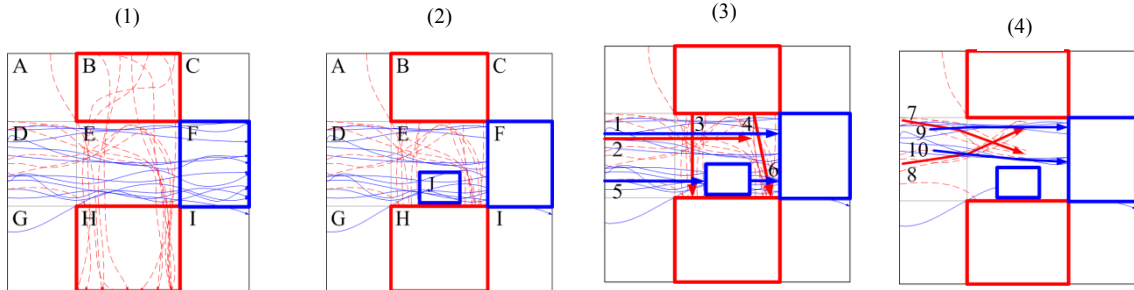 (1)
(2)
(3)
(4)
A B C
D E F
G H I
A B C
D E F
J
G H I
1 3 4
2
5 6
7
9
10
8